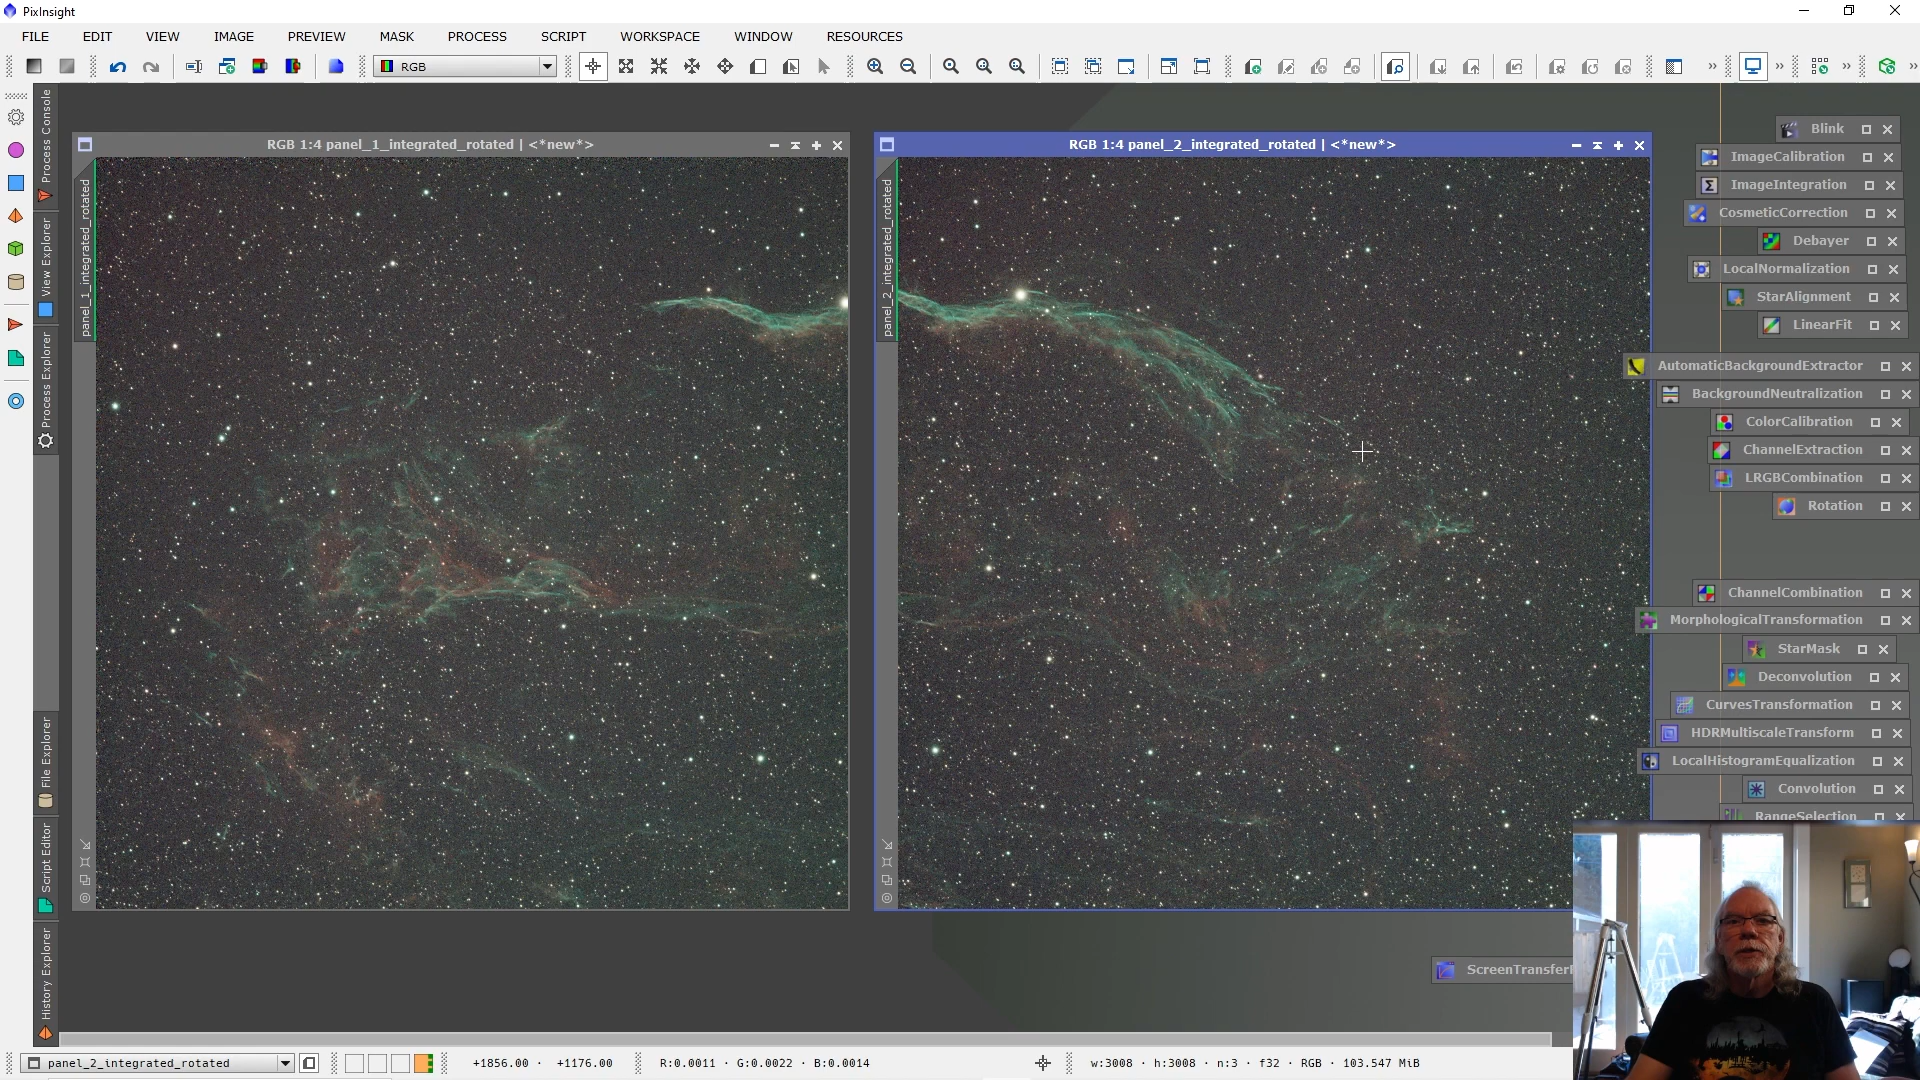 PixInsight
FILE EDIT VIEW IMAGE PREVIEW MASK PROCESS SCRIPT WORKSPACE WINDOW RESOURCES
RGB
Process Console
View Explorer
Process Explorer
File Explorer
Script Editor
History Explorer
RGB 1:4 panel_1_integrated_rotated | <*new*>
panel_1_integrated_rotated
RGB 1:4 panel_2_integrated_rotated | <*new*>
panel_2_integrated_rotated
Blink
ImageCalibration
ImageIntegration
CosmeticCorrection
Debayer
LocalNormalization
StarAlignment
LinearFit
AutomaticBackgroundExtractor
BackgroundNeutralization
ColorCalibration
ChannelExtraction
LRGBCombination
Rotation
ChannelCombination
MorphologicalTransformation
StarMask
Deconvolution
CurvesTransformation
HDRMultiscaleTransform
LocalHistogramEqualization
Convolution
RangeSelection
ScreenTransferF
panel_2_integrated_rotated
+1856.00 · +1176.00
R:0.0011 · G:0.0022 · B:0.0014
w:3008 · h:3008 · n:3 · f32 · RGB · 103.547 MiB